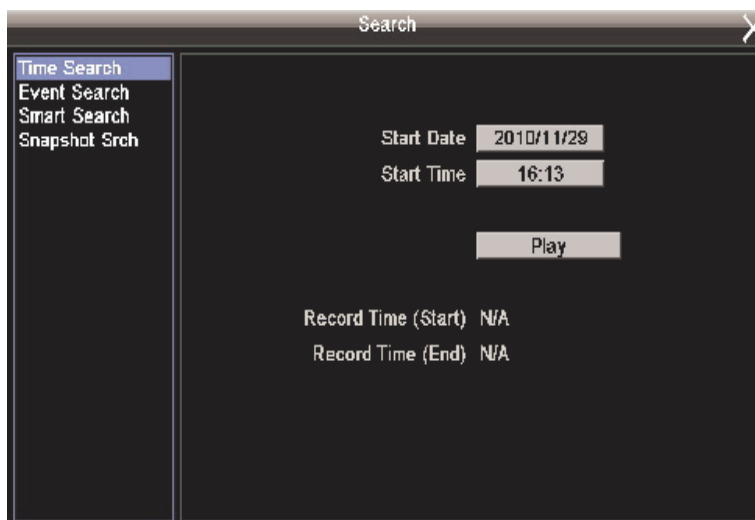 Search
Time Search
Event Search
Smart Search
Snapshot Srch
Start Date 2010/11/29
Start Time 16:13
Play
Record Time (Start) N/A
Record Time (End) N/A